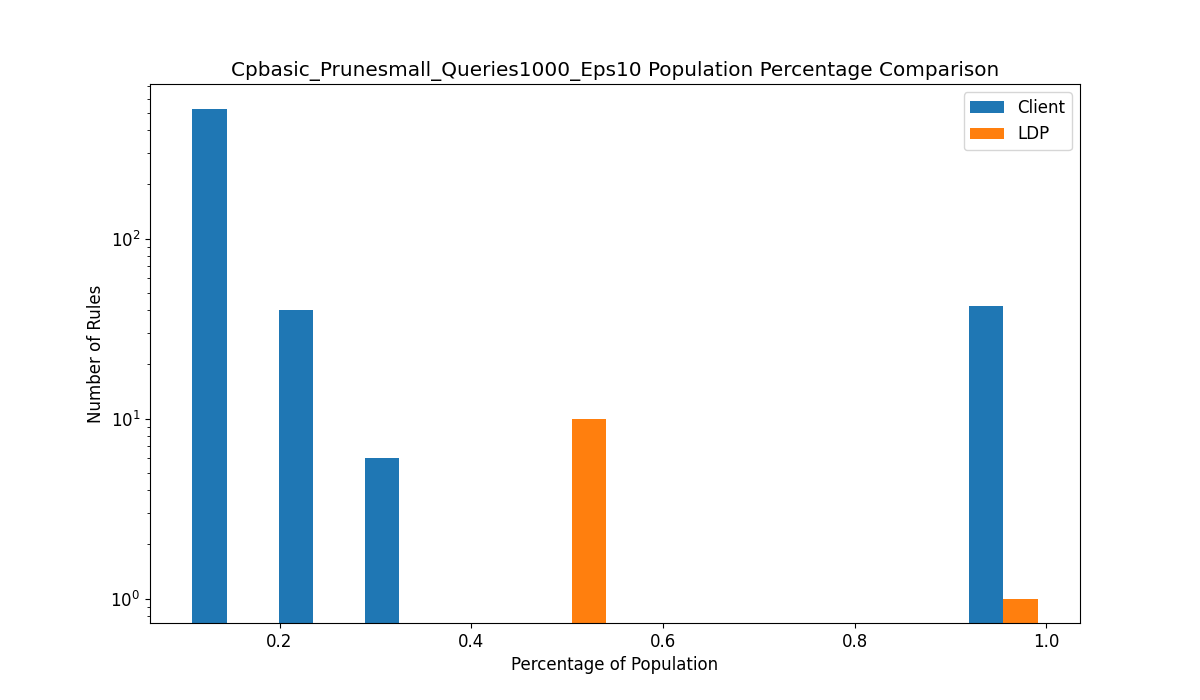 Cpbasic_Prunesmall_Queries1000_Eps10 Population Percentage Comparison
Client
LDP
10²
10¹
10⁰
Number of Rules
0.2 0.4 0.6 0.8 1.0
Percentage of Population